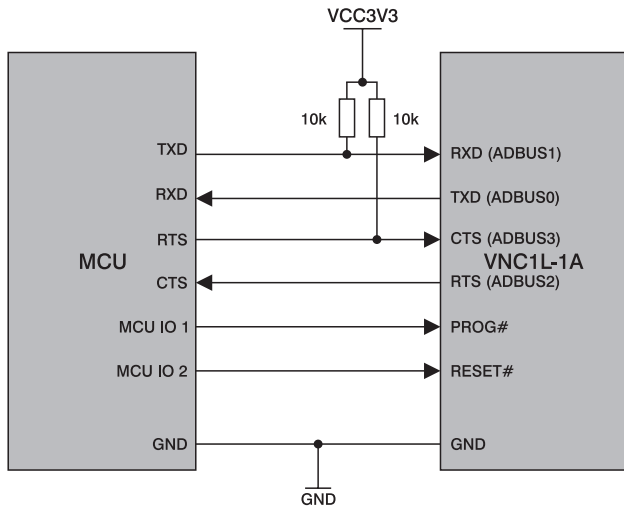 VCC3V3
10k 10k
TXD RXD (ADBUS1)
RXD TXD (ADBUS0)
RTS CTS (ADBUS3)
MCU VNC1L-1A
CTS RTS (ADBUS2)
MCU IO 1 PROG#
MCU IO 2 RESET#
GND GND
GND